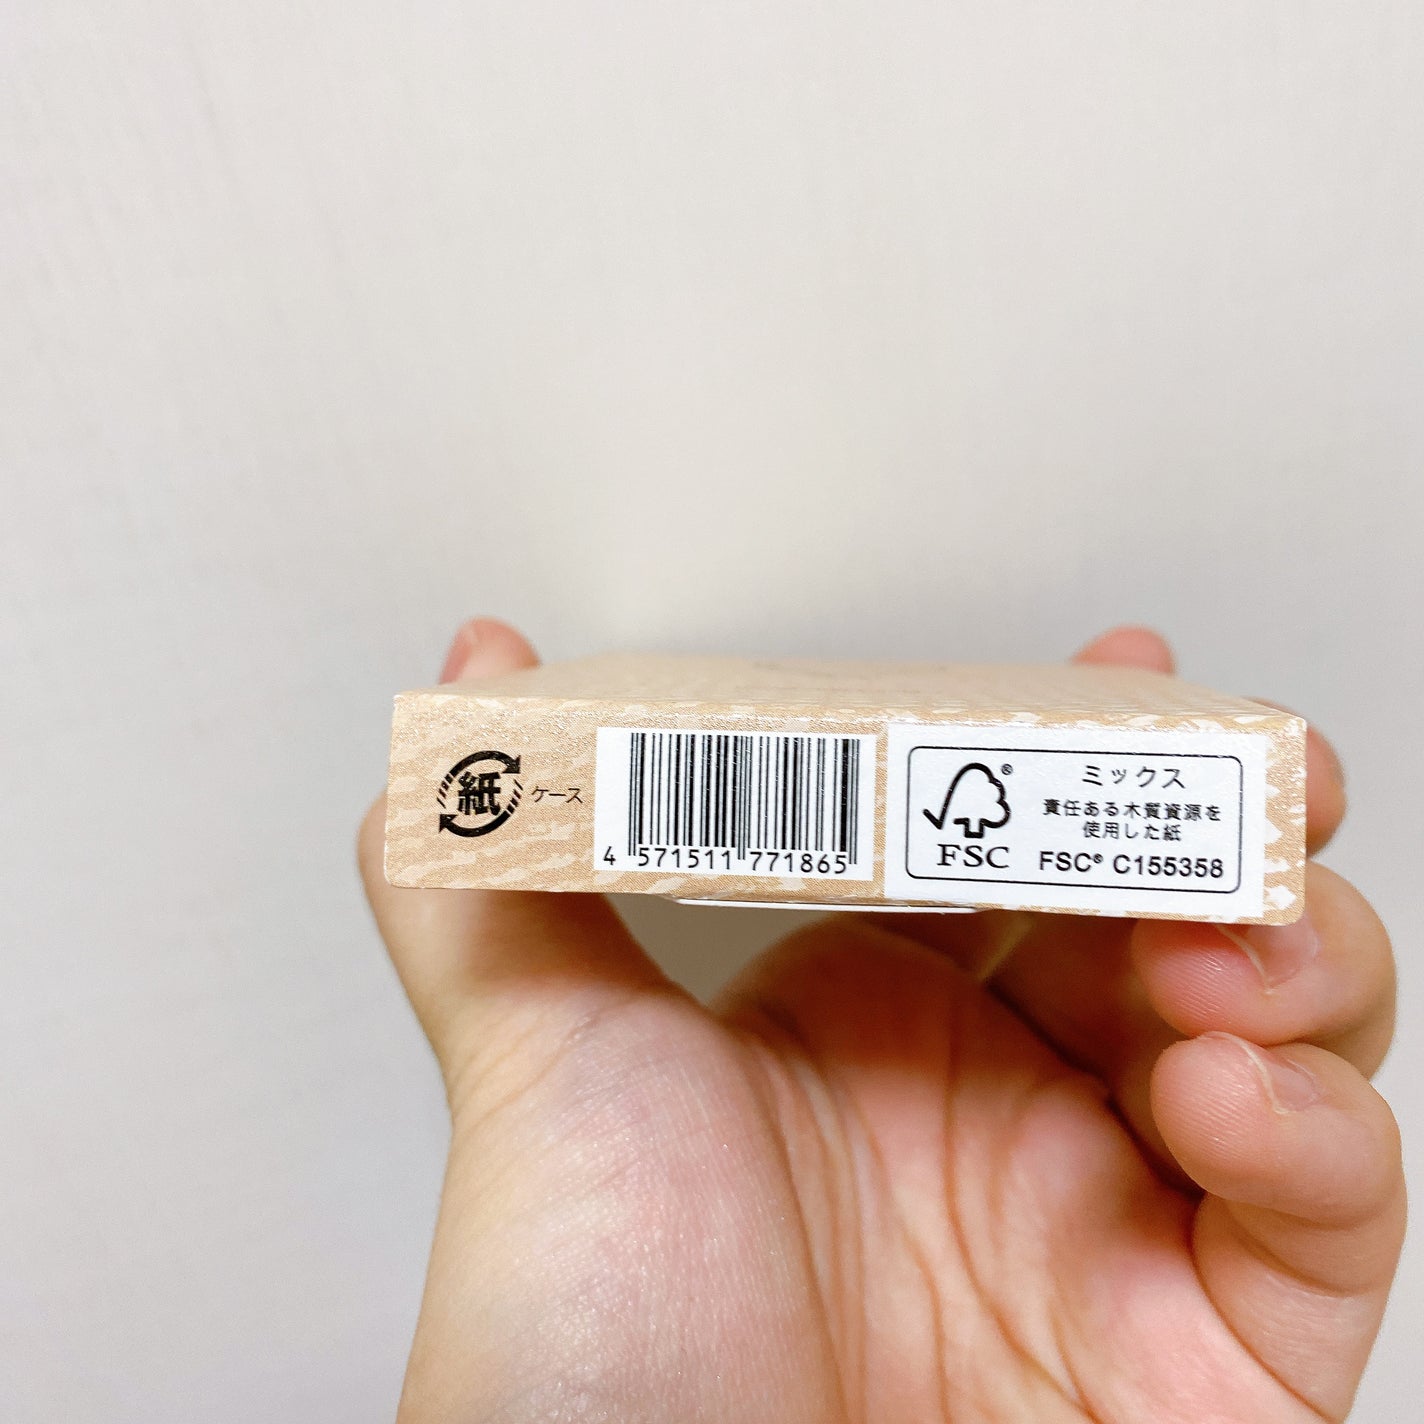 紙
ケース
4 571511 771865
FSC
ミックス
責任ある木質資源を
使用した紙
FSC® C155358